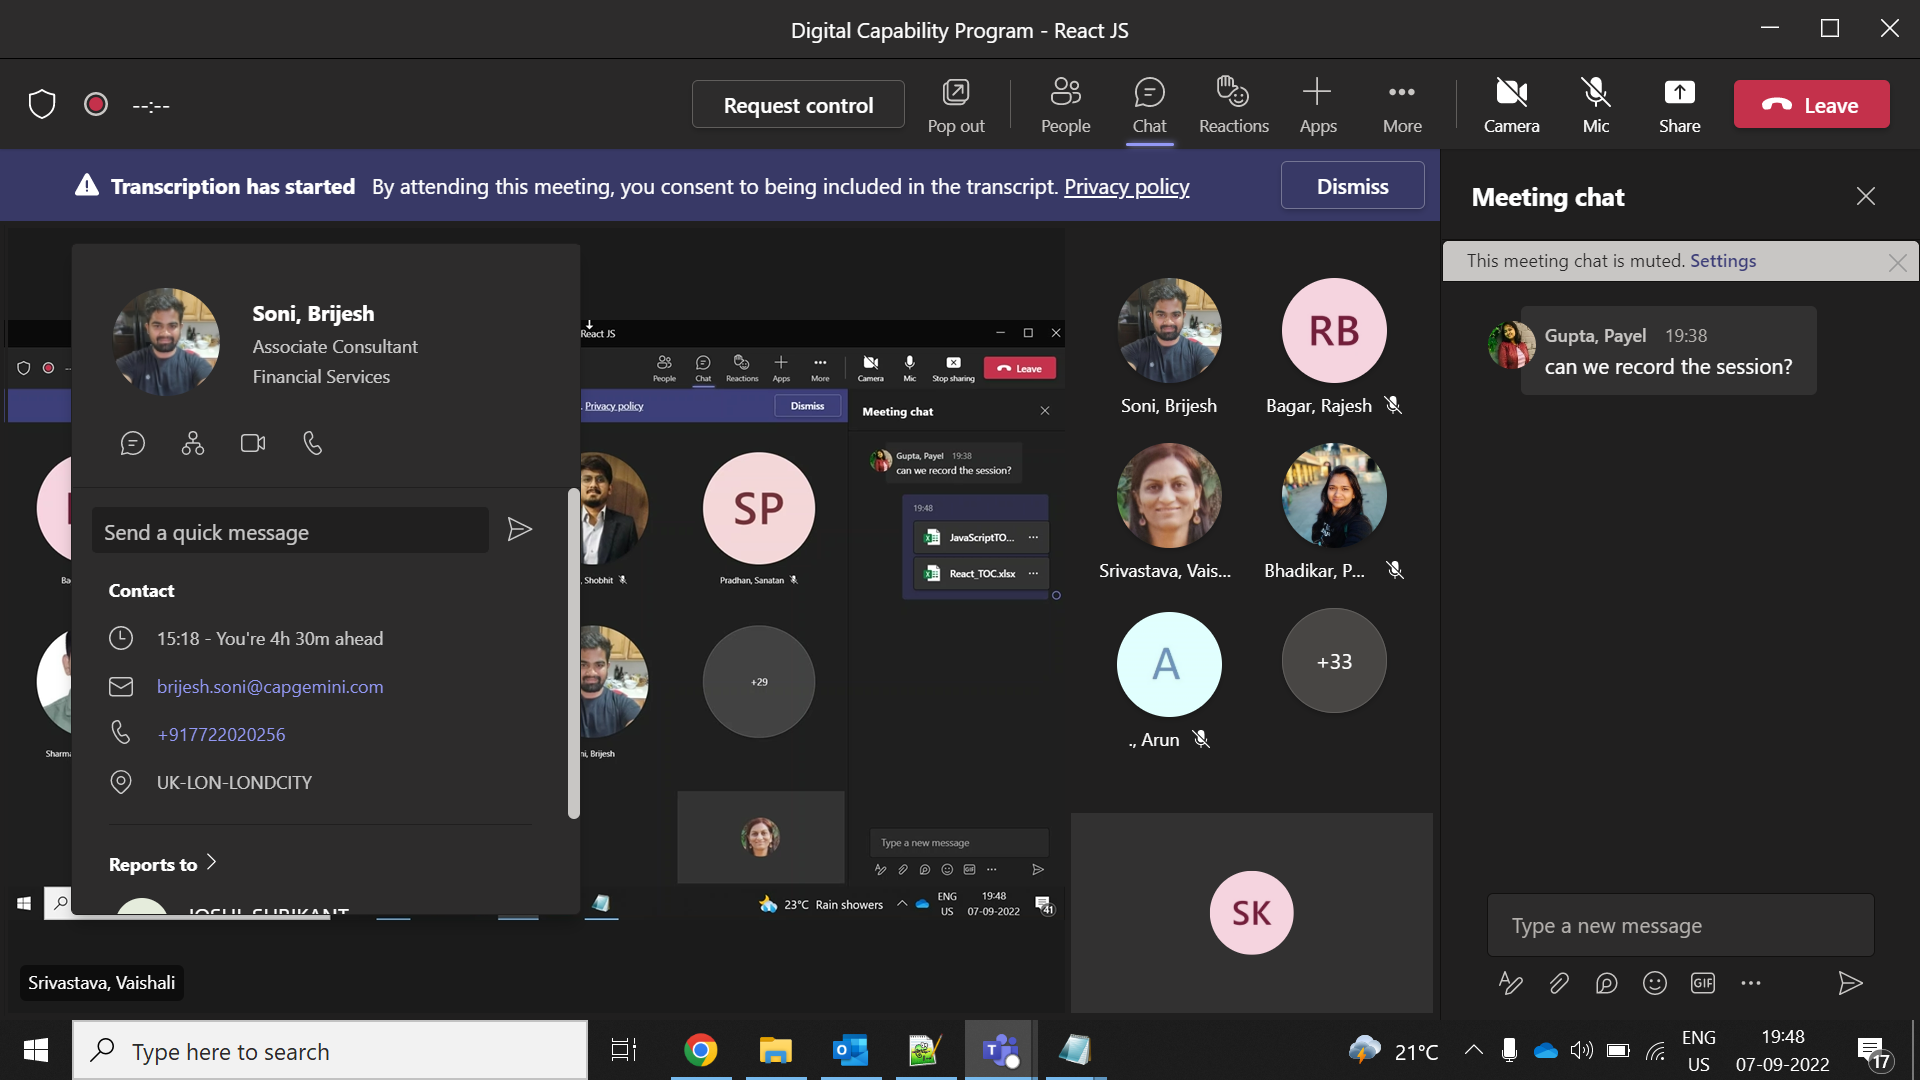 Digital Capability Program - React JS
--:--
Request control
Pop out
People
Chat
Reactions
Apps
More
Camera
Mic
Share
Leave
Transcription has started By attending this meeting, you consent to being included in the transcript. Privacy policy
Dismiss
Soni, Brijesh
Associate Consultant
Financial Services
Send a quick message
Contact
15:18 - You're 4h 30m ahead
brijesh.soni@capgemini.com
+917722020256
UK-LON-LONDCITY
Reports to
React JS
People
Chat
Reactions
Apps
More
Camera
Mic
Stop sharing
Leave
. Privacy policy
Dismiss
Meeting chat
Gupta, Payel 19:38
can we record the session?
19:48
JavaScriptTO...
React_TOC.xlsx
, Shobhit
SP
Pradhan, Sanatan
Ba
Sharma
ni, Brijesh
+29
Type a new message
GIF
23°C Rain showers
ENG
US
19:48
07-09-2022
41
Srivastava, Vaishali
Soni, Brijesh
RB
Bagar, Rajesh
Srivastava, Vais...
Bhadikar, P...
A
., Arun
+33
SK
Meeting chat
This meeting chat is muted. Settings
Gupta, Payel 19:38
can we record the session?
Type a new message
GIF
Type here to search
21°C
ENG
US
19:48
07-09-2022
17